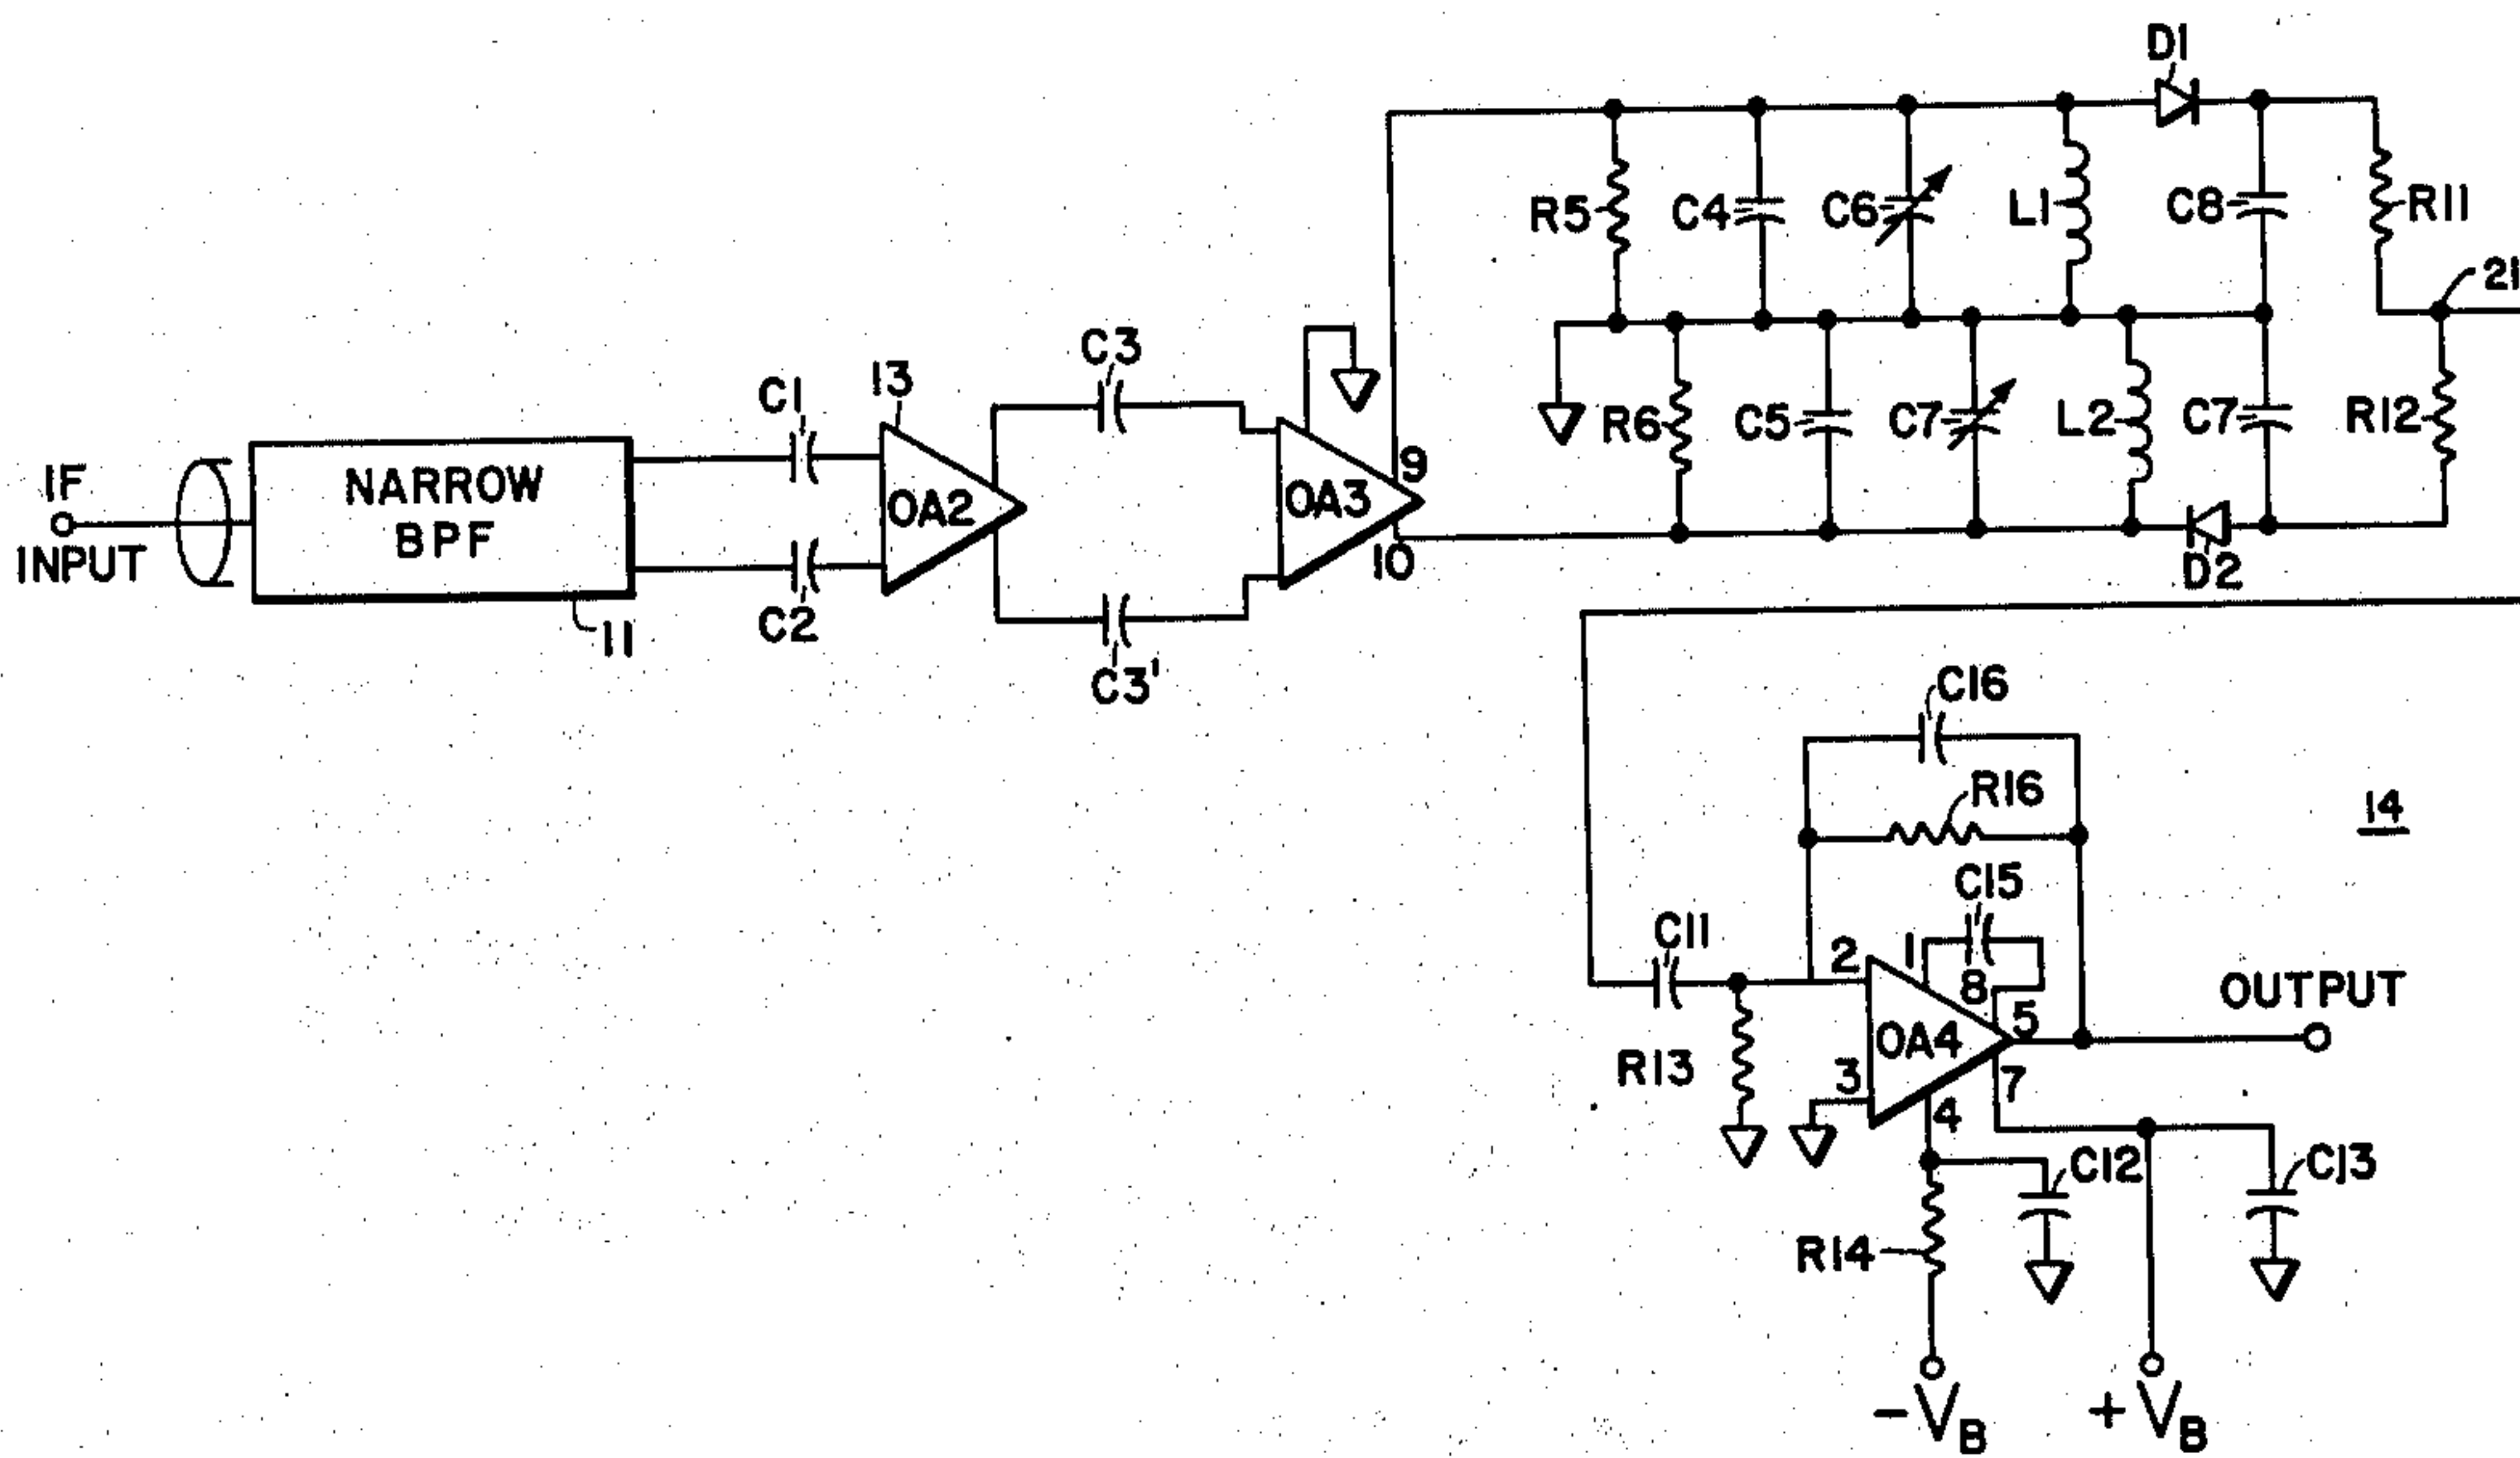 D1
R5
C4
C6
L1
C8
R11
21
C3
13
C1
R6
C5
C7
L2
C7
R12
IF
INPUT
NARROW
BPF
OA2
OA3
9
10
D2
C2
11
C3'
C16
R16
14
C15
C11
2
1
8
5
OUTPUT
R13
OA4
3
7
4
C12
C13
R14
-VB
+VB